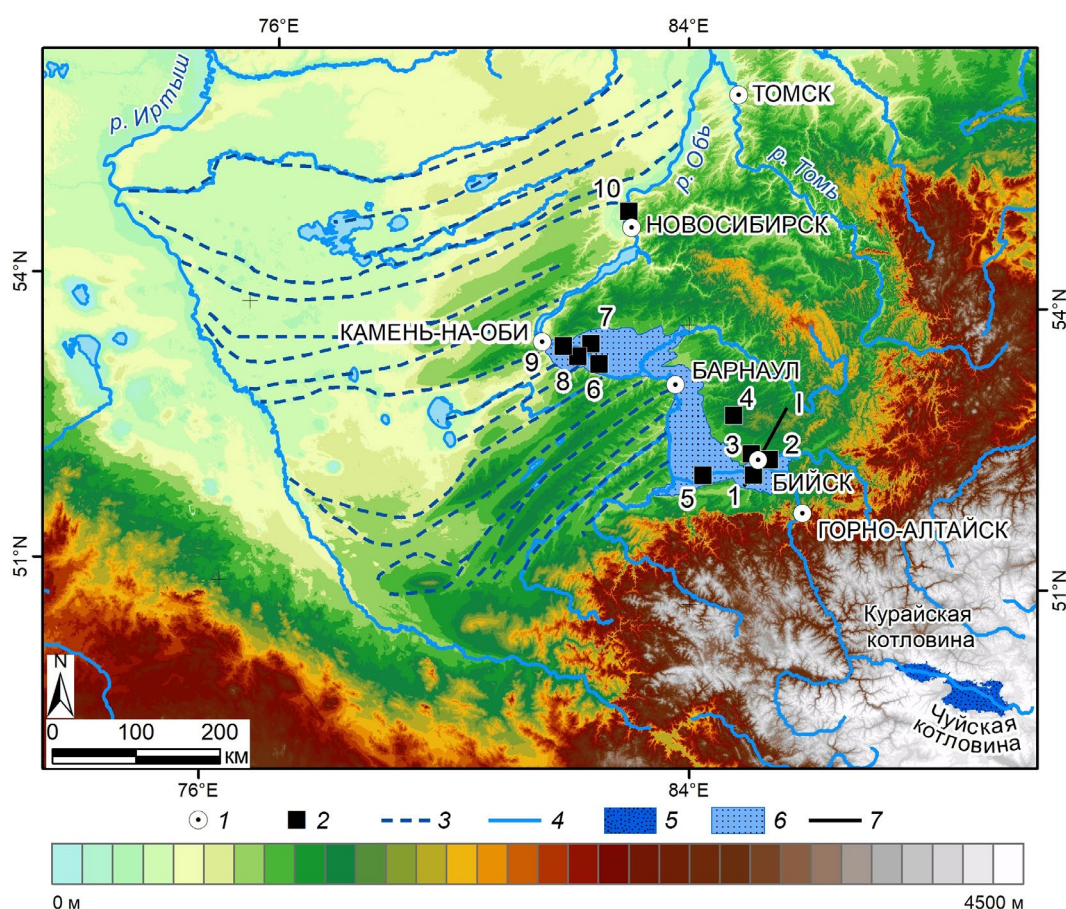 76°E 84°E
ТОМСК
р. Иртыш
р. Обь
р. Томь
10
НОВОСИБИРСК
54°N 54°N
КАМЕНЬ-НА-ОБИ 7
9 8 6
БАРНАУЛ
4 I
3 2
БИЙСК
5 1
ГОРНО-АЛТАЙСК
51°N 51°N
Курайская
котловина
N
Чуйская
котловина
0 100 200
КМ
76°E 84°E
1 2 3 4 5 6 7
0 м 4500 м